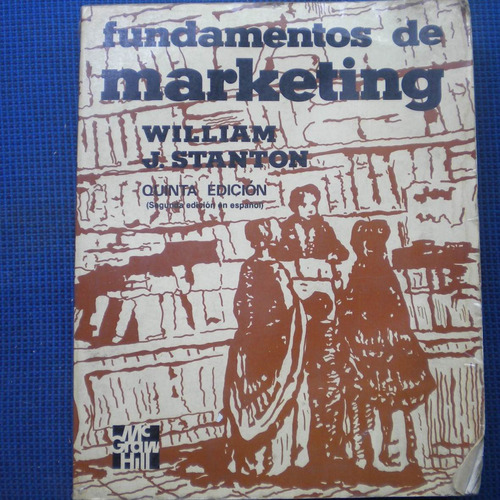 fundamentos de
marketing
WILLIAM
J. STANTON
QUINTA EDICION
(Segunda edición en español)
Mc
Graw
Hill